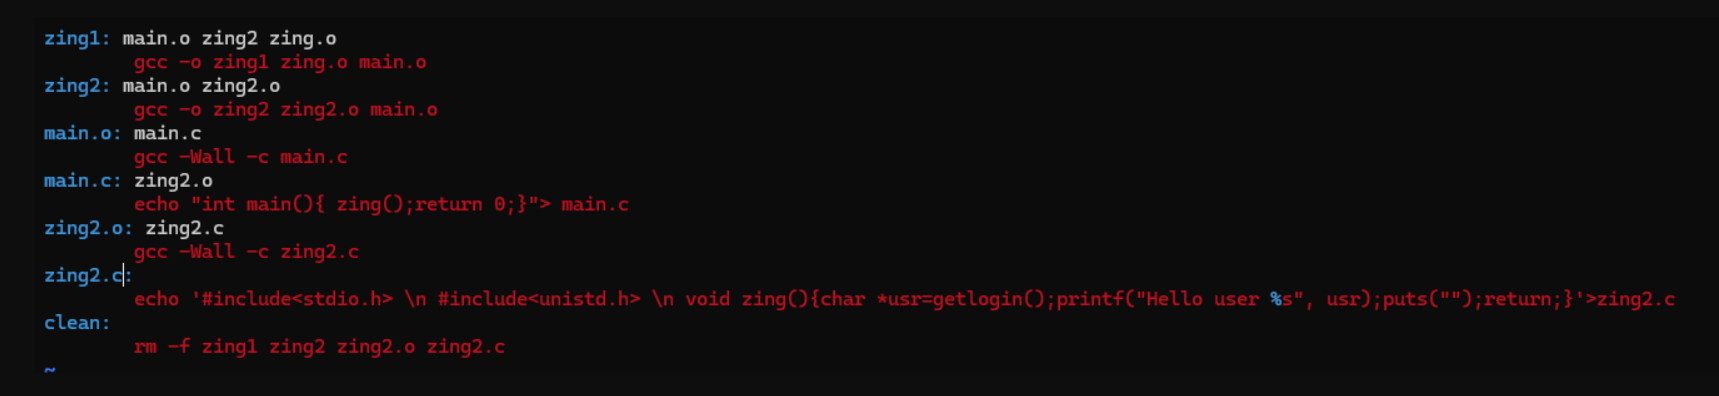 zing1: main.o zing2 zing.o
gcc -o zing1 zing.o main.o
zing2: main.o zing2.o
gcc -o zing2 zing2.o main.o
main.o: main.c
gcc -Wall -c main.c
main.c: zing2.o
echo "int main(){ zing();return 0;}"> main.c
zing2.o: zing2.c
gcc -Wall -c zing2.c
zing2.c:
echo '#include<stdio.h> \n #include<unistd.h> \n void zing(){char *usr=getlogin();printf("Hello user %s", usr);puts("");return;}'>zing2.c
clean:
rm -f zing1 zing2 zing2.o zing2.c
~